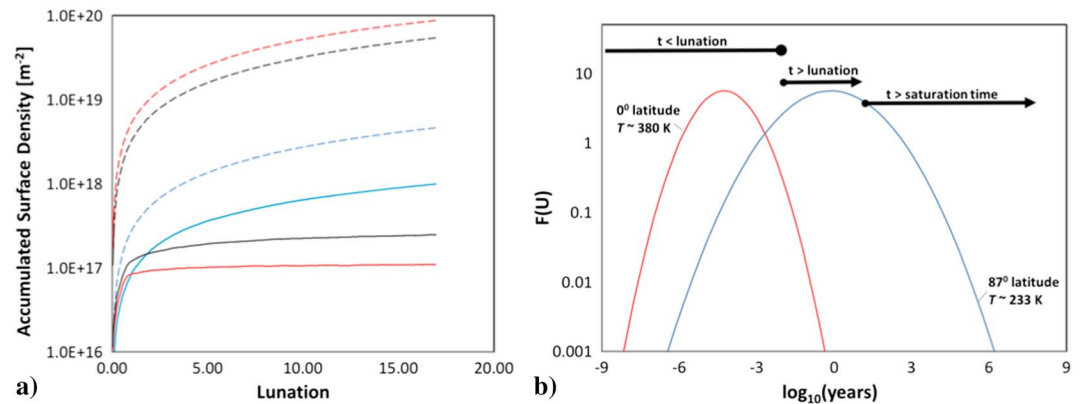 1.0E+20
1.0E+19
1.0E+18
1.0E+17
1.0E+16
Accumulated Surface Density [m-2]
0.00 5.00 10.00 15.00 20.00
Lunation
a)
10
1
0.1
0.01
0.001
F(U)
t < lunation
t > lunation
t > saturation time
0⁰ latitude
T ~ 380 K
87⁰ latitude
T ~ 233 K
-9 -6 -3 0 3 6 9
log₁₀(years)
b)